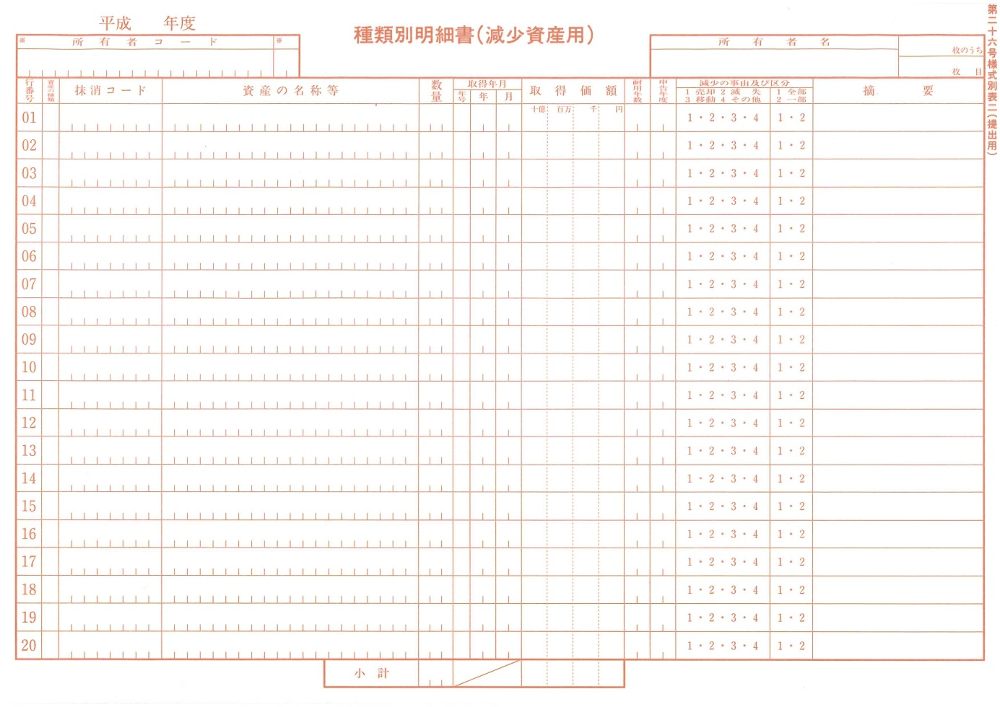 平成　　年度
種類別明細書(減少資産用)
第二十六号様式別表二(提出用)
※ 所有者コード ※
所有者名
枚のうち
枚　目
行番号 資産の種類 抹消コード 資産の名称等 数量 取得年月 取得価額 耐用年数 申告年度 減少の事由及び区分 摘要
年号 年 月 1 売却 2 減失 1 全部
3 移動 4 その他 2 一部
十億 百万 千 円
01 1・2・3・4 1・2
02 1・2・3・4 1・2
03 1・2・3・4 1・2
04 1・2・3・4 1・2
05 1・2・3・4 1・2
06 1・2・3・4 1・2
07 1・2・3・4 1・2
08 1・2・3・4 1・2
09 1・2・3・4 1・2
10 1・2・3・4 1・2
11 1・2・3・4 1・2
12 1・2・3・4 1・2
13 1・2・3・4 1・2
14 1・2・3・4 1・2
15 1・2・3・4 1・2
16 1・2・3・4 1・2
17 1・2・3・4 1・2
18 1・2・3・4 1・2
19 1・2・3・4 1・2
20 1・2・3・4 1・2
小計